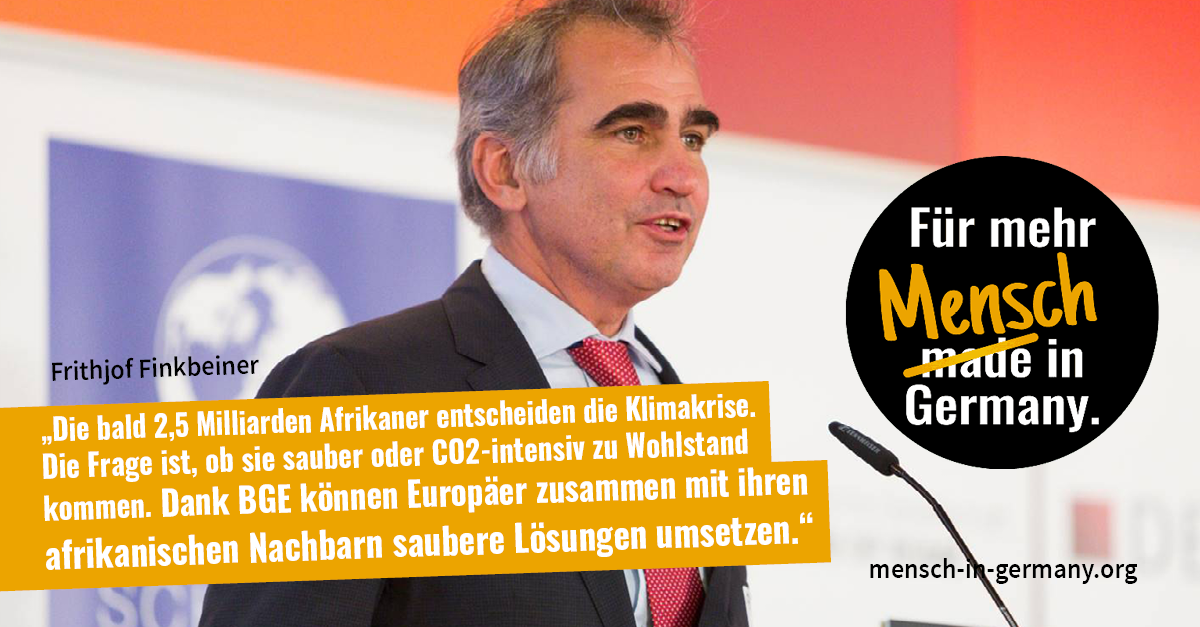 Für mehr
Mensch
made in
Germany.
Frithjof Finkbeiner
„Die bald 2,5 Milliarden Afrikaner entscheiden die Klimakrise.
Die Frage ist, ob sie sauber oder CO2-intensiv zu Wohlstand
kommen. Dank BGE können Europäer zusammen mit ihren
afrikanischen Nachbarn saubere Lösungen umsetzen.“
mensch-in-germany.org